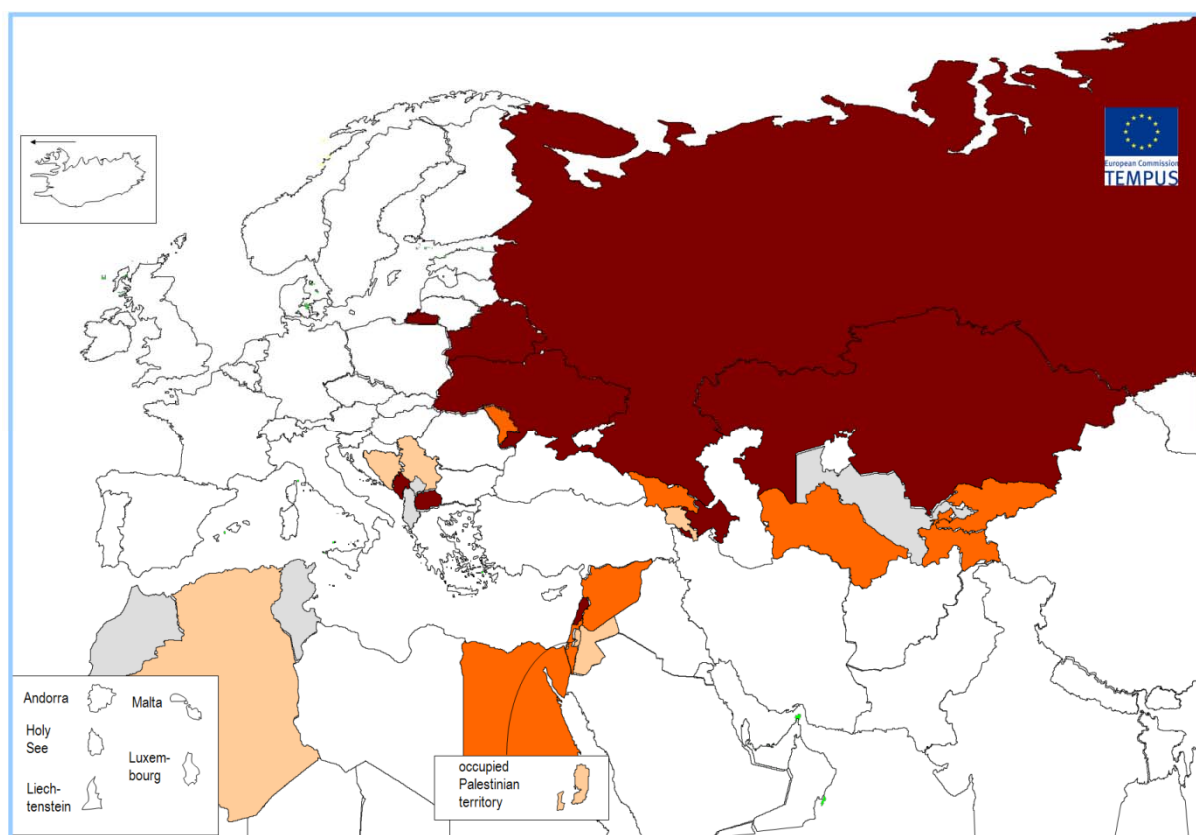 European Commission
TEMPUS
Andorra
Malta
Holy
See
Luxem-
bourg
Liech-
tenstein
occupied
Palestinian
territory